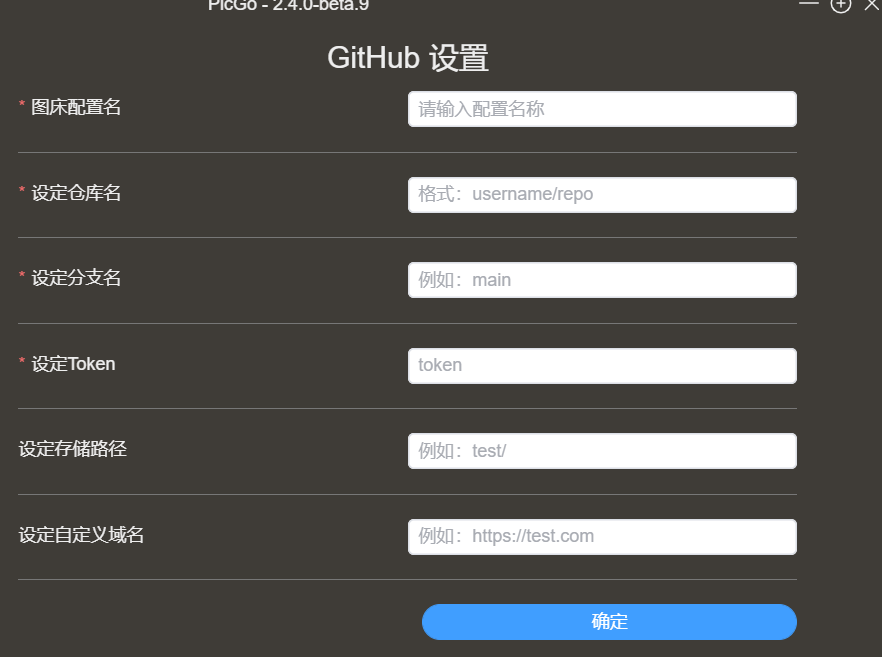 PicGo - 2.4.0-beta.9
GitHub 设置
* 图床配置名 请输入配置名称
* 设定仓库名 格式：username/repo
* 设定分支名 例如：main
* 设定Token token
设定存储路径 例如：test/
设定自定义域名 例如：https://test.com
确定